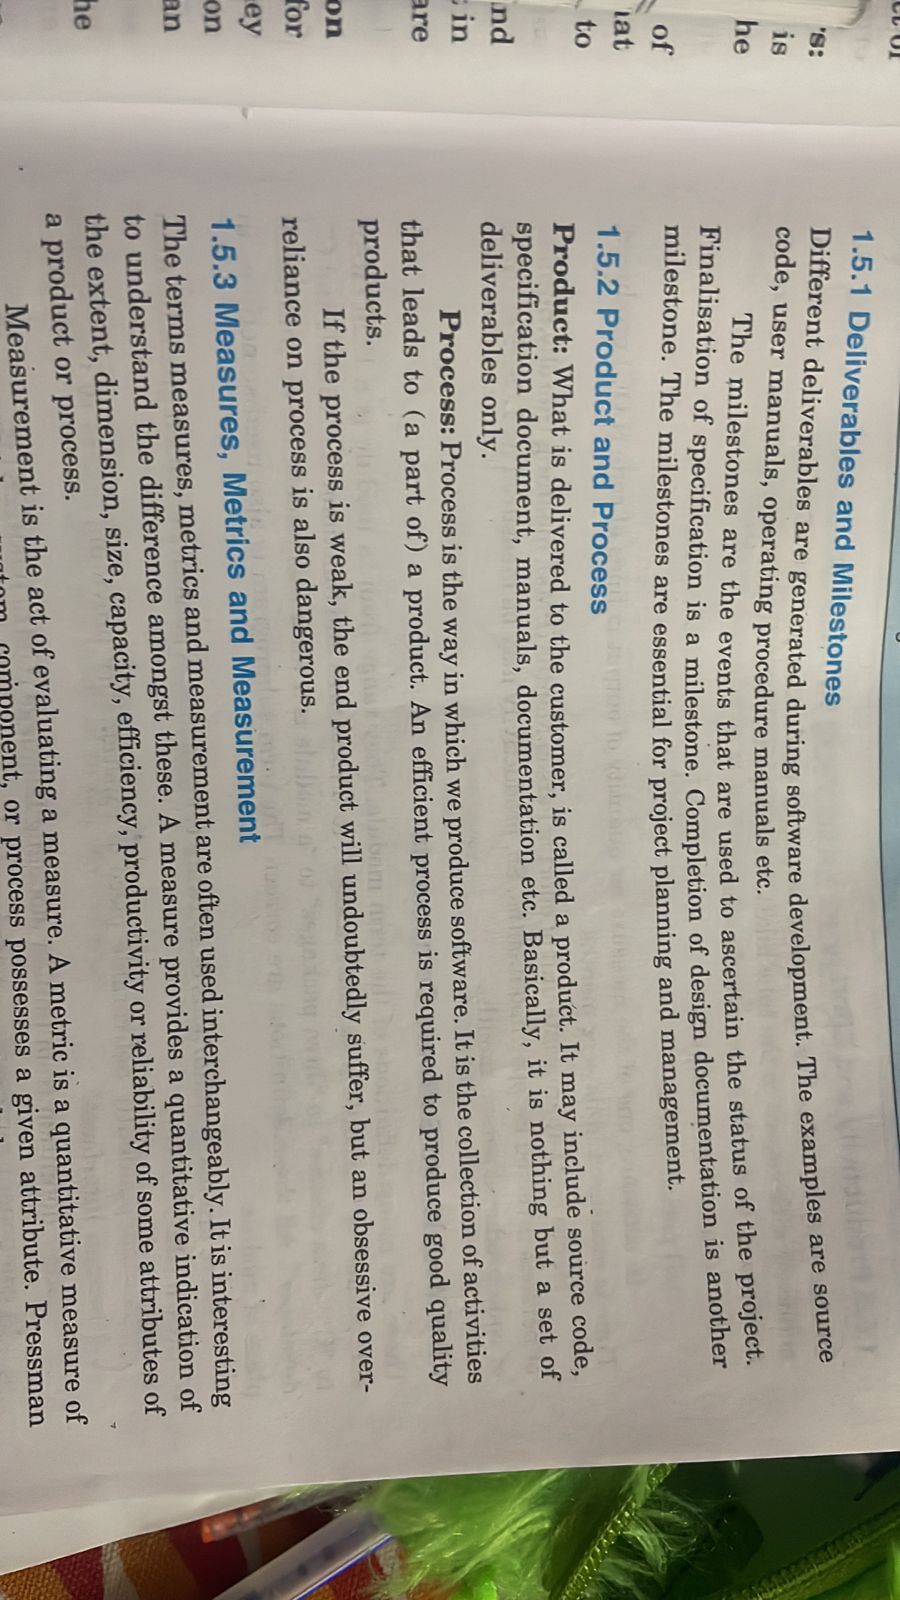 's:
is
he
of
to
in
on
for
on
an
1.5.1 Deliverables and Milestones
Different deliverables are generated during software development. The examples are source
code, user manuals, operating procedure manuals etc.
The milestones are the events that are used to ascertain the status of the project.
Finalisation of specification is a milestone. Completion of design documentation is another
milestone. The milestones are essential for project planning and management.
1.5.2 Product and Process
Product: What is delivered to the customer, is called a product. It may include source code,
specification document, manuals, documentation etc. Basically, it is nothing but a set of
deliverables only.
Process: Process is the way in which we produce software. It is the collection of activities
that leads to (a part of) a product. An efficient process is required to produce good quality
products.
If the process is weak, the end product will undoubtedly suffer, but an obsessive over-
reliance on process is also dangerous.
1.5.3 Measures, Metrics and Measurement
The terms measures, metrics and measurement are often used interchangeably. It is interesting
to understand the difference amongst these. A measure provides a quantitative indication of
the extent, dimension, size, capacity, efficiency, productivity or reliability of some attributes of
a product or process.
Measurement is the act of evaluating a measure. A metric is a quantitative measure of
component, or process possesses a given attribute. Pressman